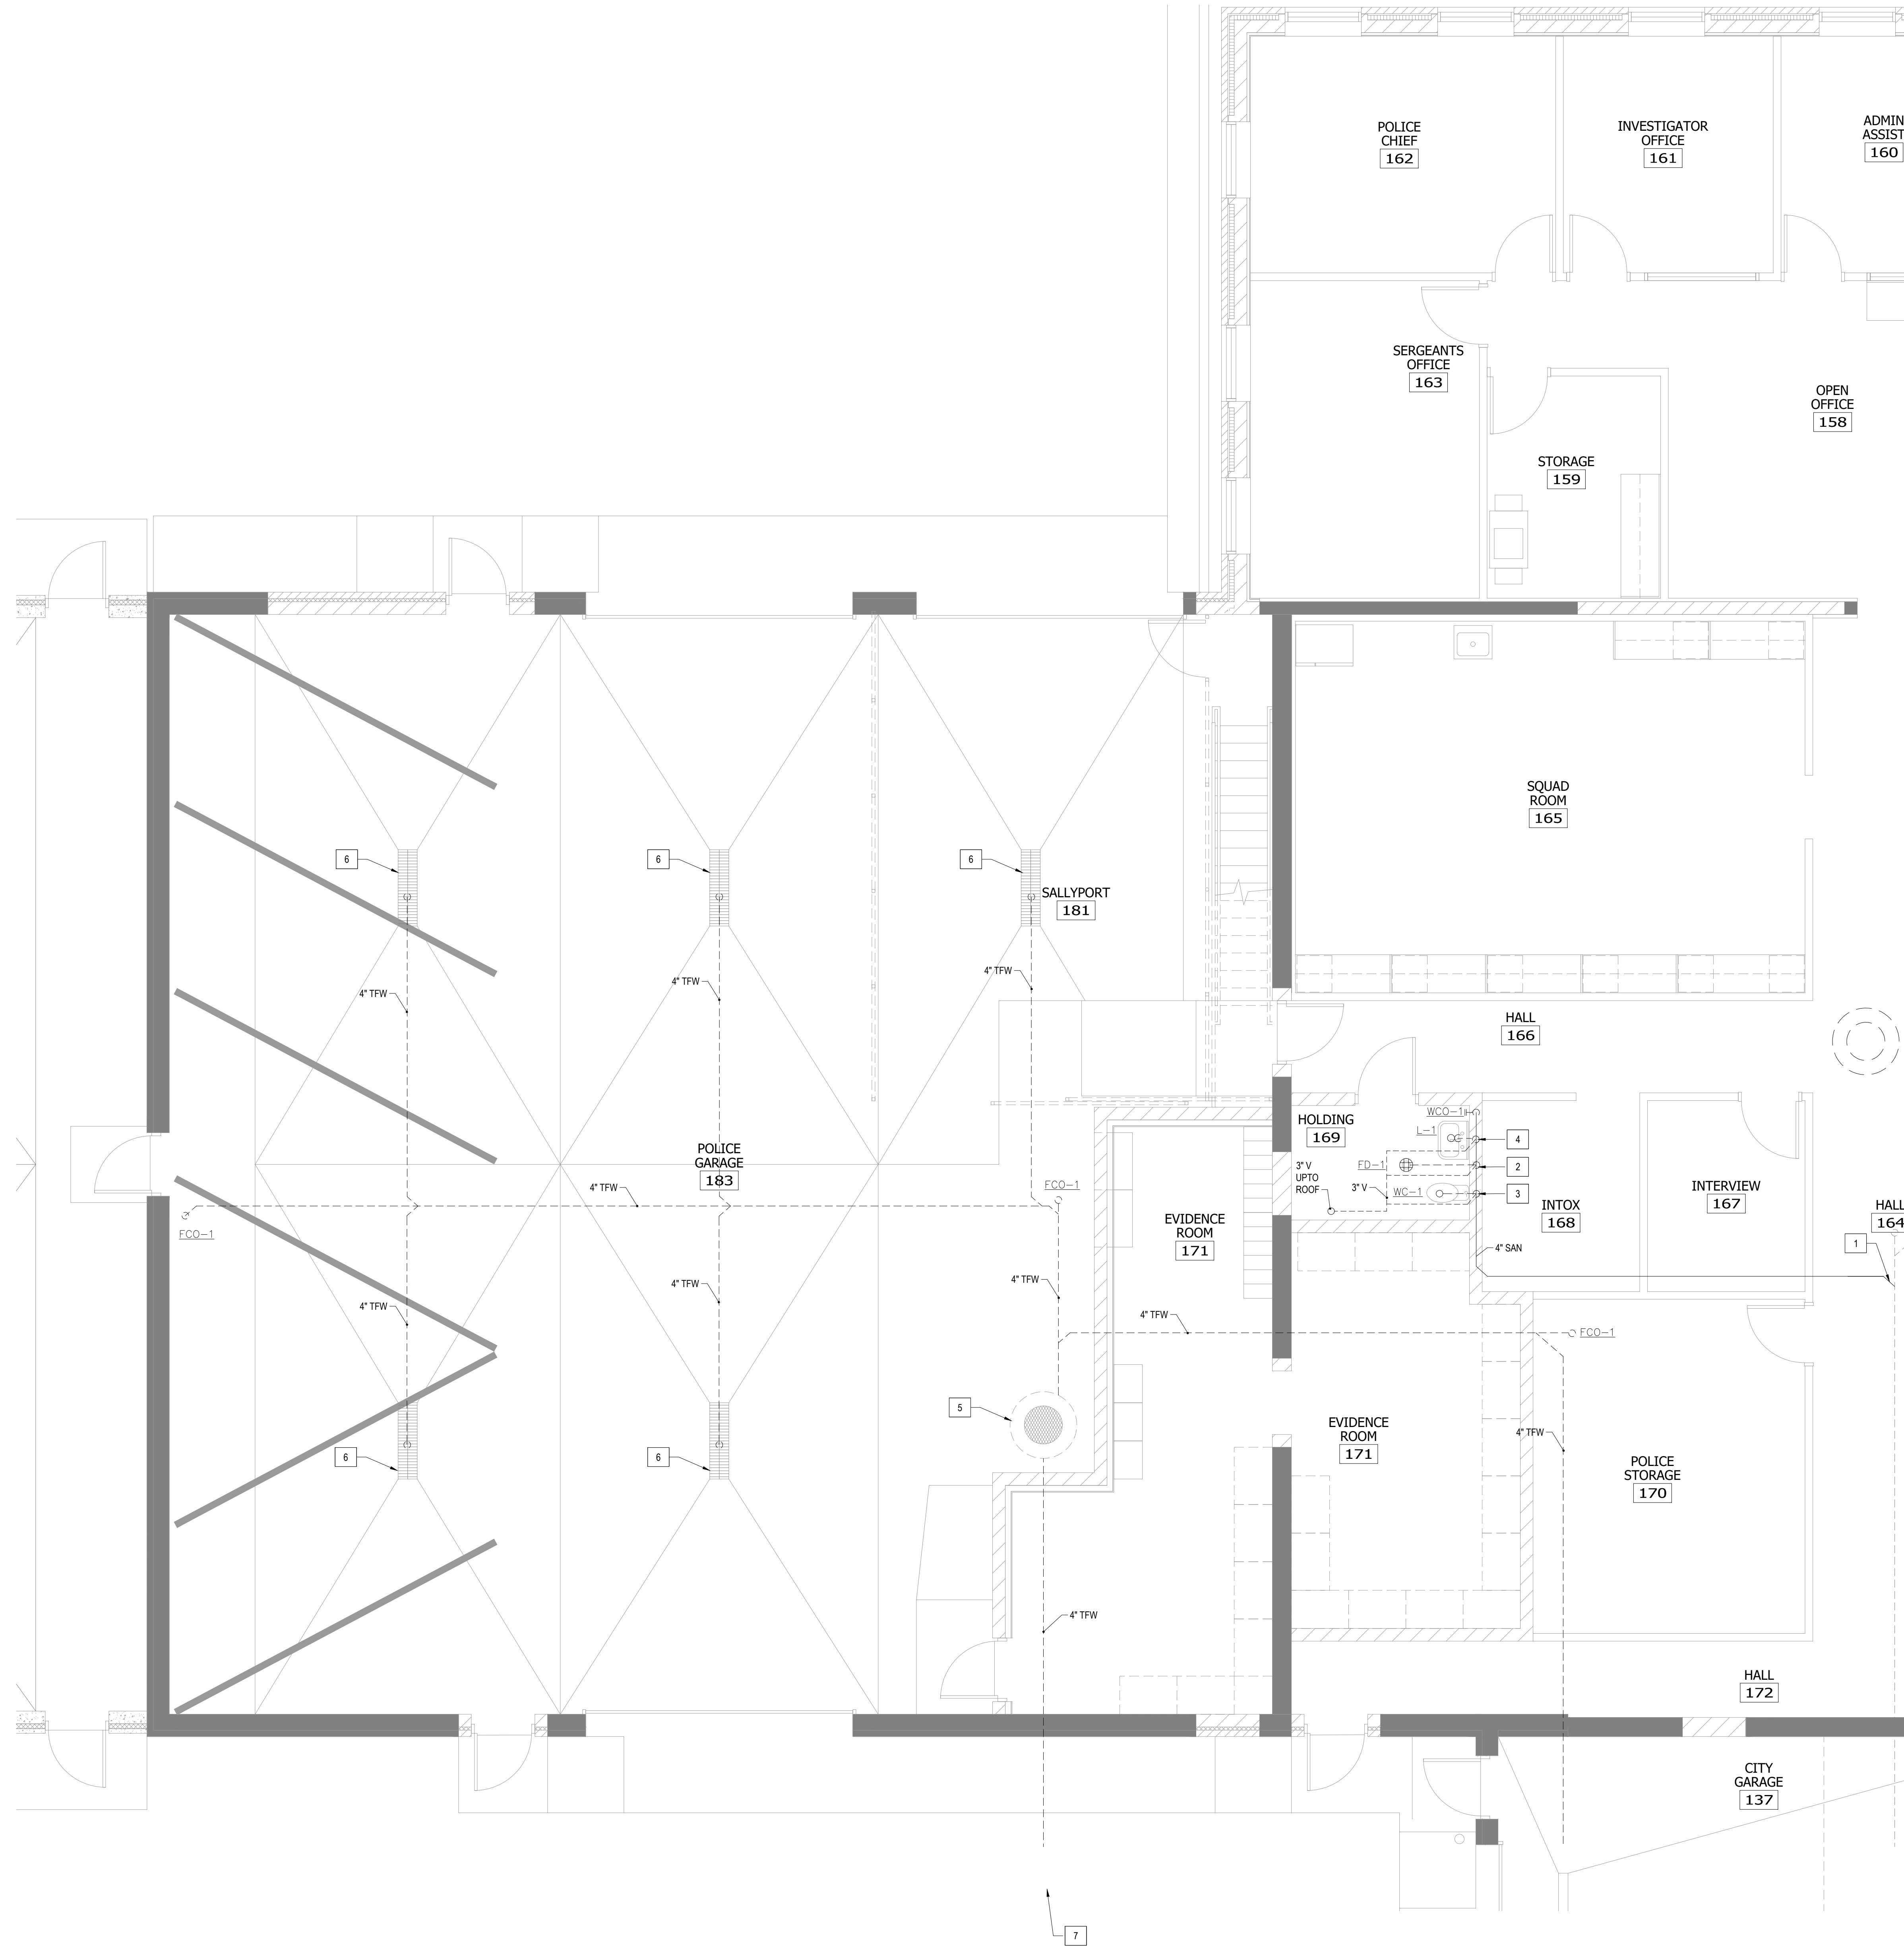 POLICE
CHIEF
162
INVESTIGATOR
OFFICE
161
ADMIN
ASSIST
160
SERGEANTS
OFFICE
163
OPEN
OFFICE
158
STORAGE
159
SQUAD
ROOM
165
6
6
6
SALLYPORT
181
4" TFW
4" TFW
4" TFW
HALL
166
WCO-1
HOLDING
169
L-1
4
POLICE
GARAGE
183
3" V
UPTO
ROOF
FD-1
2
4" TFW
FCO-1
3" V
WC-1
3
INTERVIEW
167
INTOX
168
HALL
164
FCO-1
EVIDENCE
ROOM
171
4" SAN
1
4" TFW
4" TFW
4" TFW
4" TFW
4" TFW
FCO-1
5
EVIDENCE
ROOM
171
4" TFW
6
6
POLICE
STORAGE
170
4" TFW
HALL
172
CITY
GARAGE
137
7